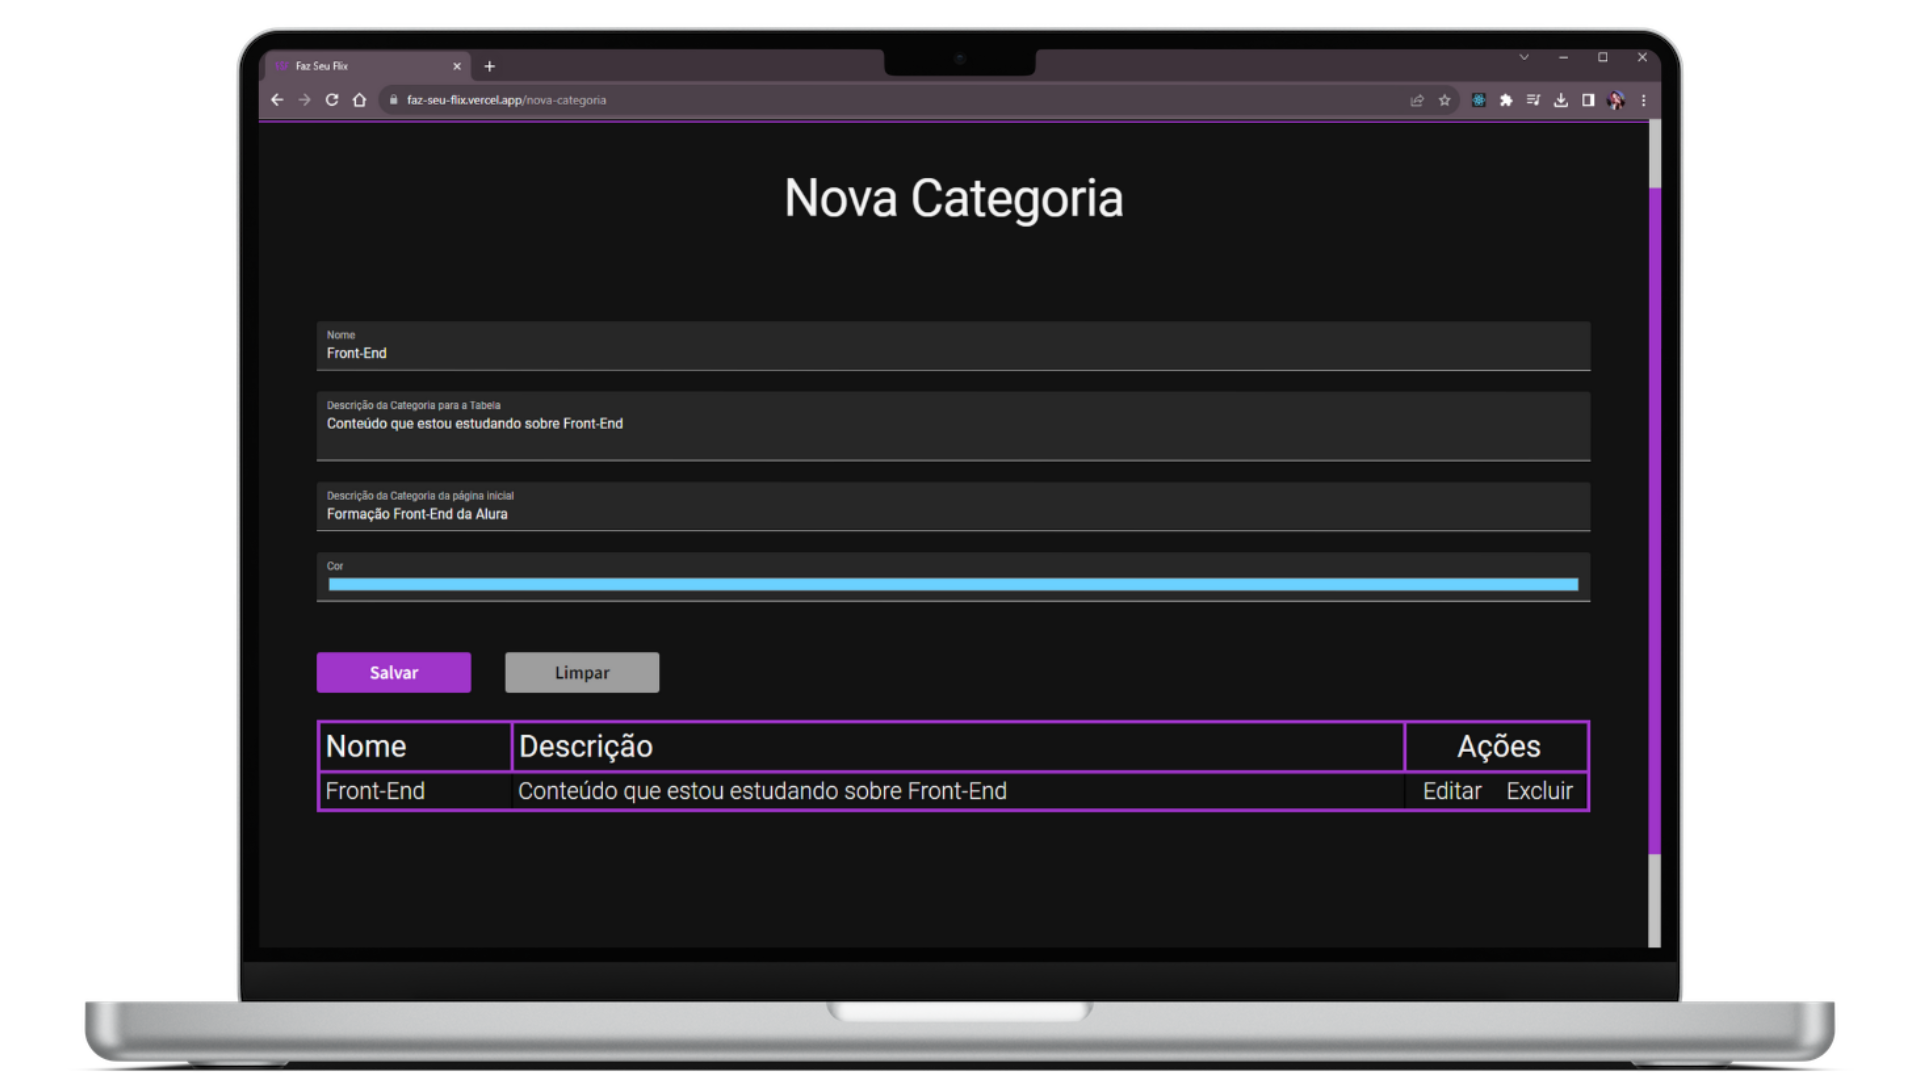 Faz Seu Flix
faz-seu-flix.vercel.app/nova-categoria
Nova Categoria
Nome
Front-End
Descrição da Categoria para a Tabela
Conteúdo que estou estudando sobre Front-End
Descrição da Categoria da página inicial
Formação Front-End da Alura
Cor
Salvar Limpar
Nome Descrição Ações
Front-End Conteúdo que estou estudando sobre Front-End Editar Excluir